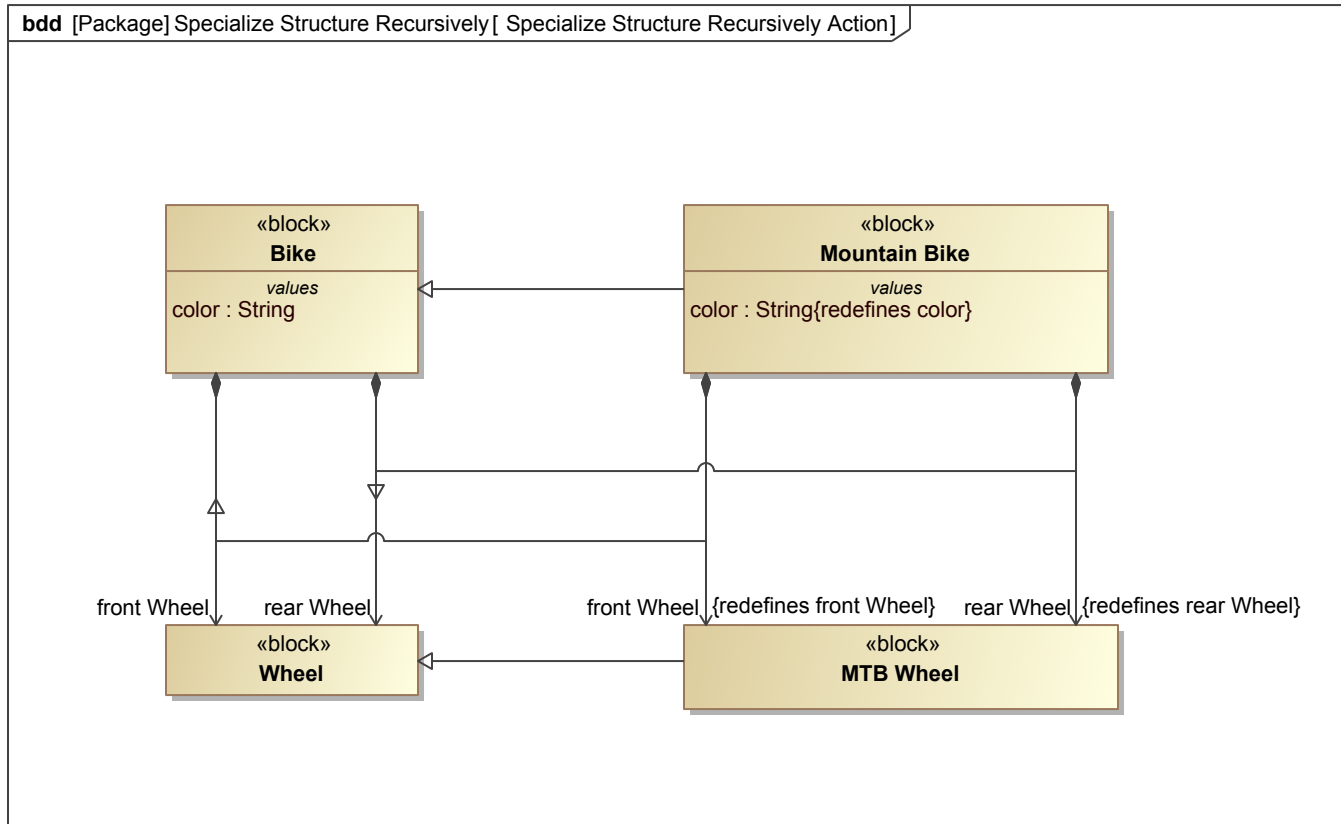 bdd [Package] Specialize Structure Recursively [ Specialize Structure Recursively Action]
«block»
Bike
values
color : String
«block»
Mountain Bike
values
color : String{redefines color}
front Wheel
rear Wheel
front Wheel
{redefines front Wheel}
rear Wheel
{redefines rear Wheel}
«block»
Wheel
«block»
MTB Wheel